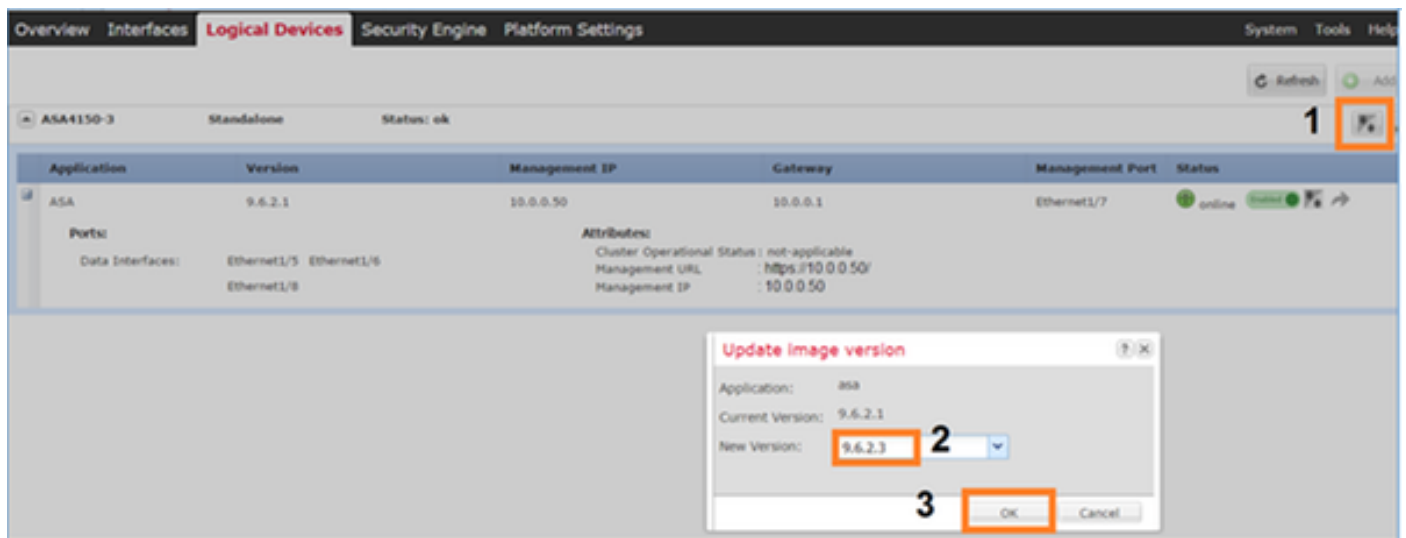 Overview Interfaces Logical Devices Security Engine Platform Settings System Tools Help
Refresh Add
ASA4150-3 Standalone Status: ok 1
Application Version Management IP Gateway Management Port Status
ASA 9.6.2.1 10.0.0.50 10.0.0.1 Ethernet1/7 online Enabled
Ports: Attributes:
Data Interfaces: Ethernet1/5 Ethernet1/6 Cluster Operational Status : not-applicable
Management URL : https://10.0.0.50/
Ethernet1/8 Management IP : 10.0.0.50
Update image version
Application: asa
Current Version: 9.6.2.1
New Version: 9.6.2.3 2
3 OK Cancel